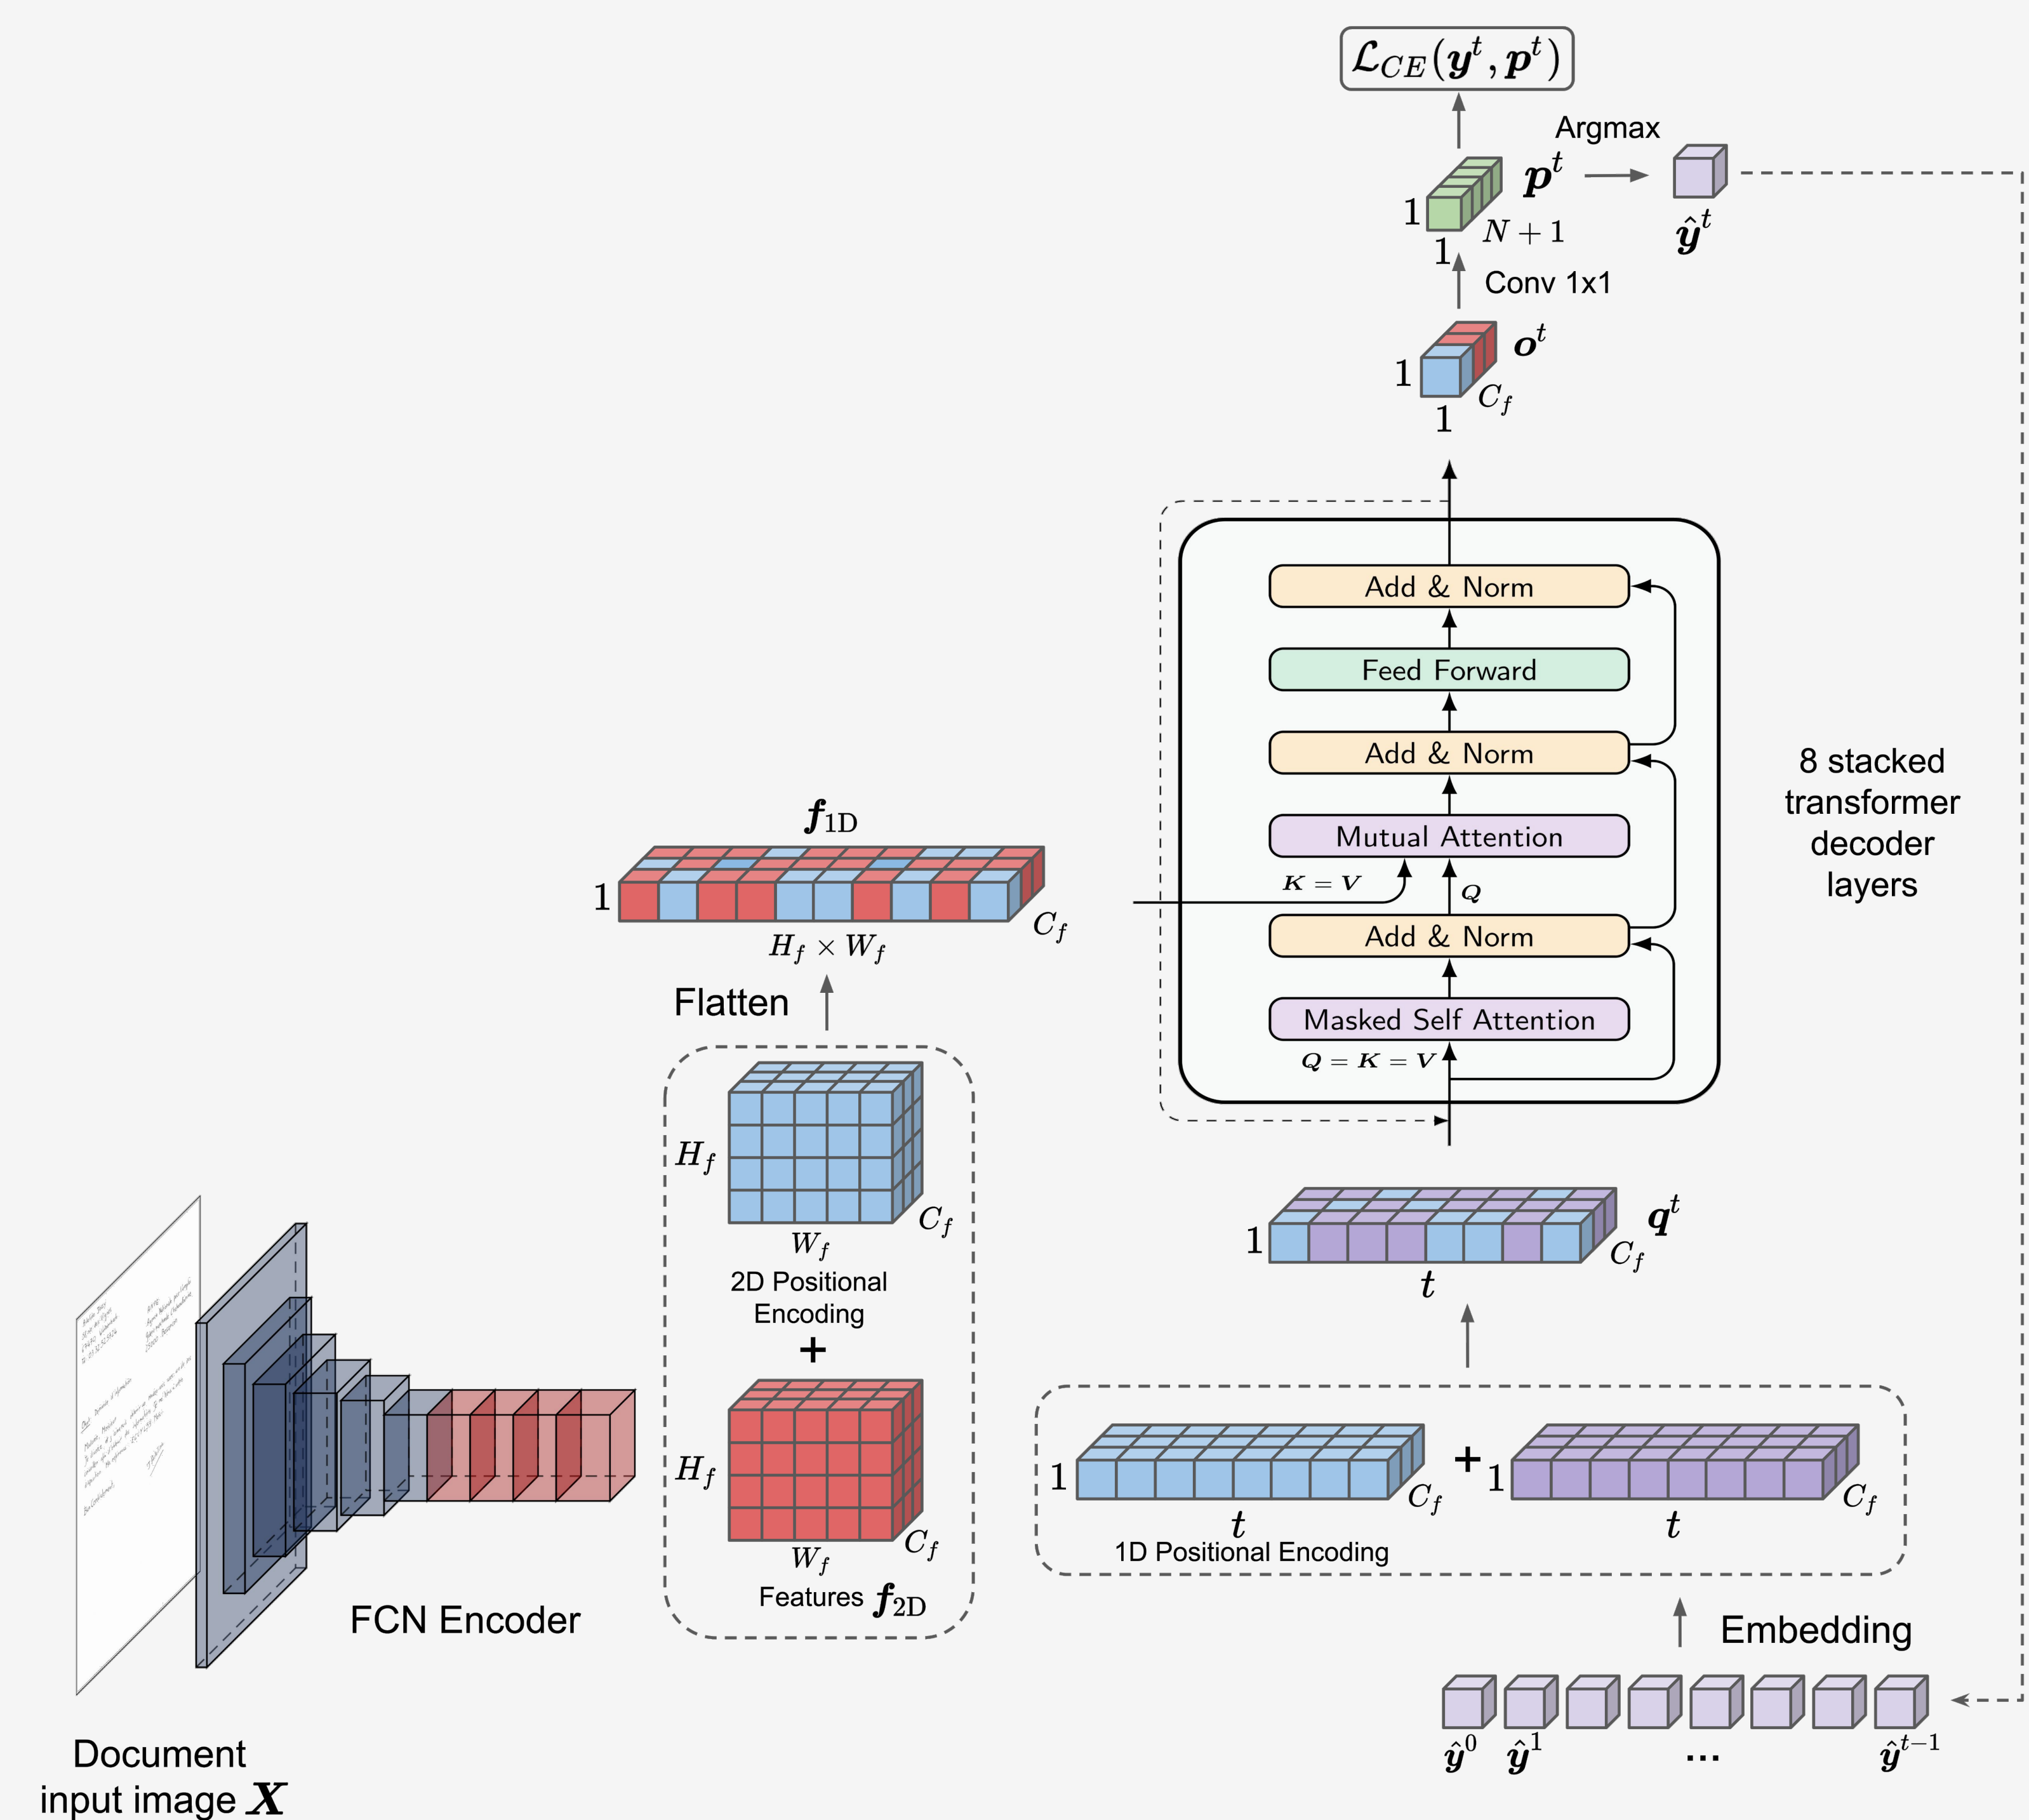 𝓛_CE(y^t, p^t)
Argmax
p^t
1
1
N + 1
ŷ^t
Conv 1x1
o^t
1
C_f
1
Add & Norm
Feed Forward
Add & Norm
Mutual Attention
K = V
Q
Add & Norm
Masked Self Attention
Q = K = V
8 stacked
transformer
decoder
layers
f_1D
1
C_f
H_f × W_f
Flatten
H_f
C_f
W_f
2D Positional
Encoding
+
H_f
C_f
W_f
Features f_2D
FCN Encoder
Document
input image X
q^t
1
C_f
t
1
C_f
t
1D Positional Encoding
+
1
C_f
t
Embedding
ŷ^0 ŷ^1 ... ŷ^{t−1}